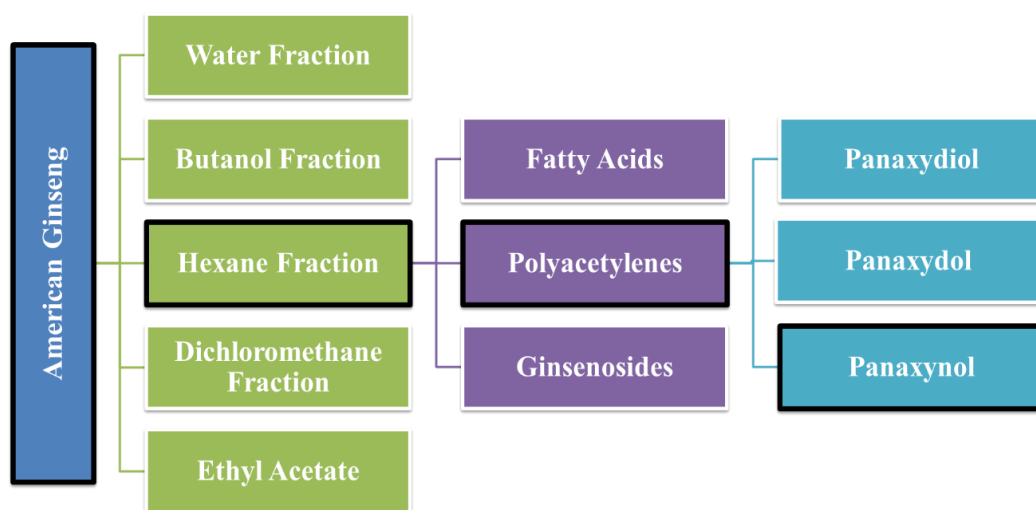 American Ginseng
Water Fraction
Butanol Fraction
Hexane Fraction
Dichloromethane
Fraction
Ethyl Acetate
Fatty Acids
Polyacetylenes
Ginsenosides
Panaxydiol
Panaxydol
Panaxynol